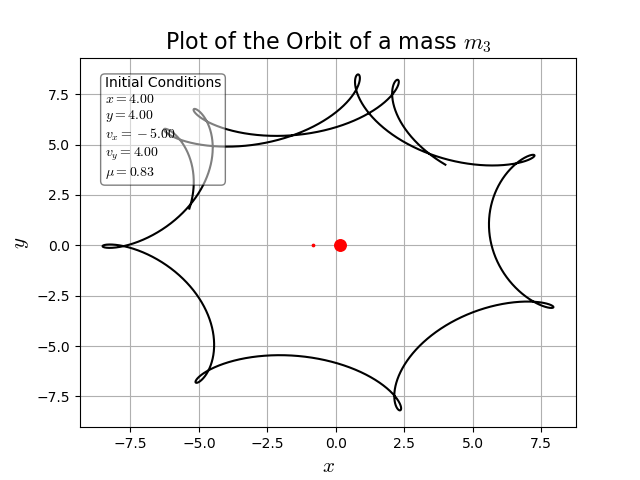 Plot of the Orbit of a mass m₃
Initial Conditions
x = 4.00
y = 4.00
vₓ = −5.00
v_y = 4.00
μ = 0.83
7.5
5.0
2.5
0.0
−2.5
−5.0
−7.5
y
−7.5 −5.0 −2.5 0.0 2.5 5.0 7.5
x